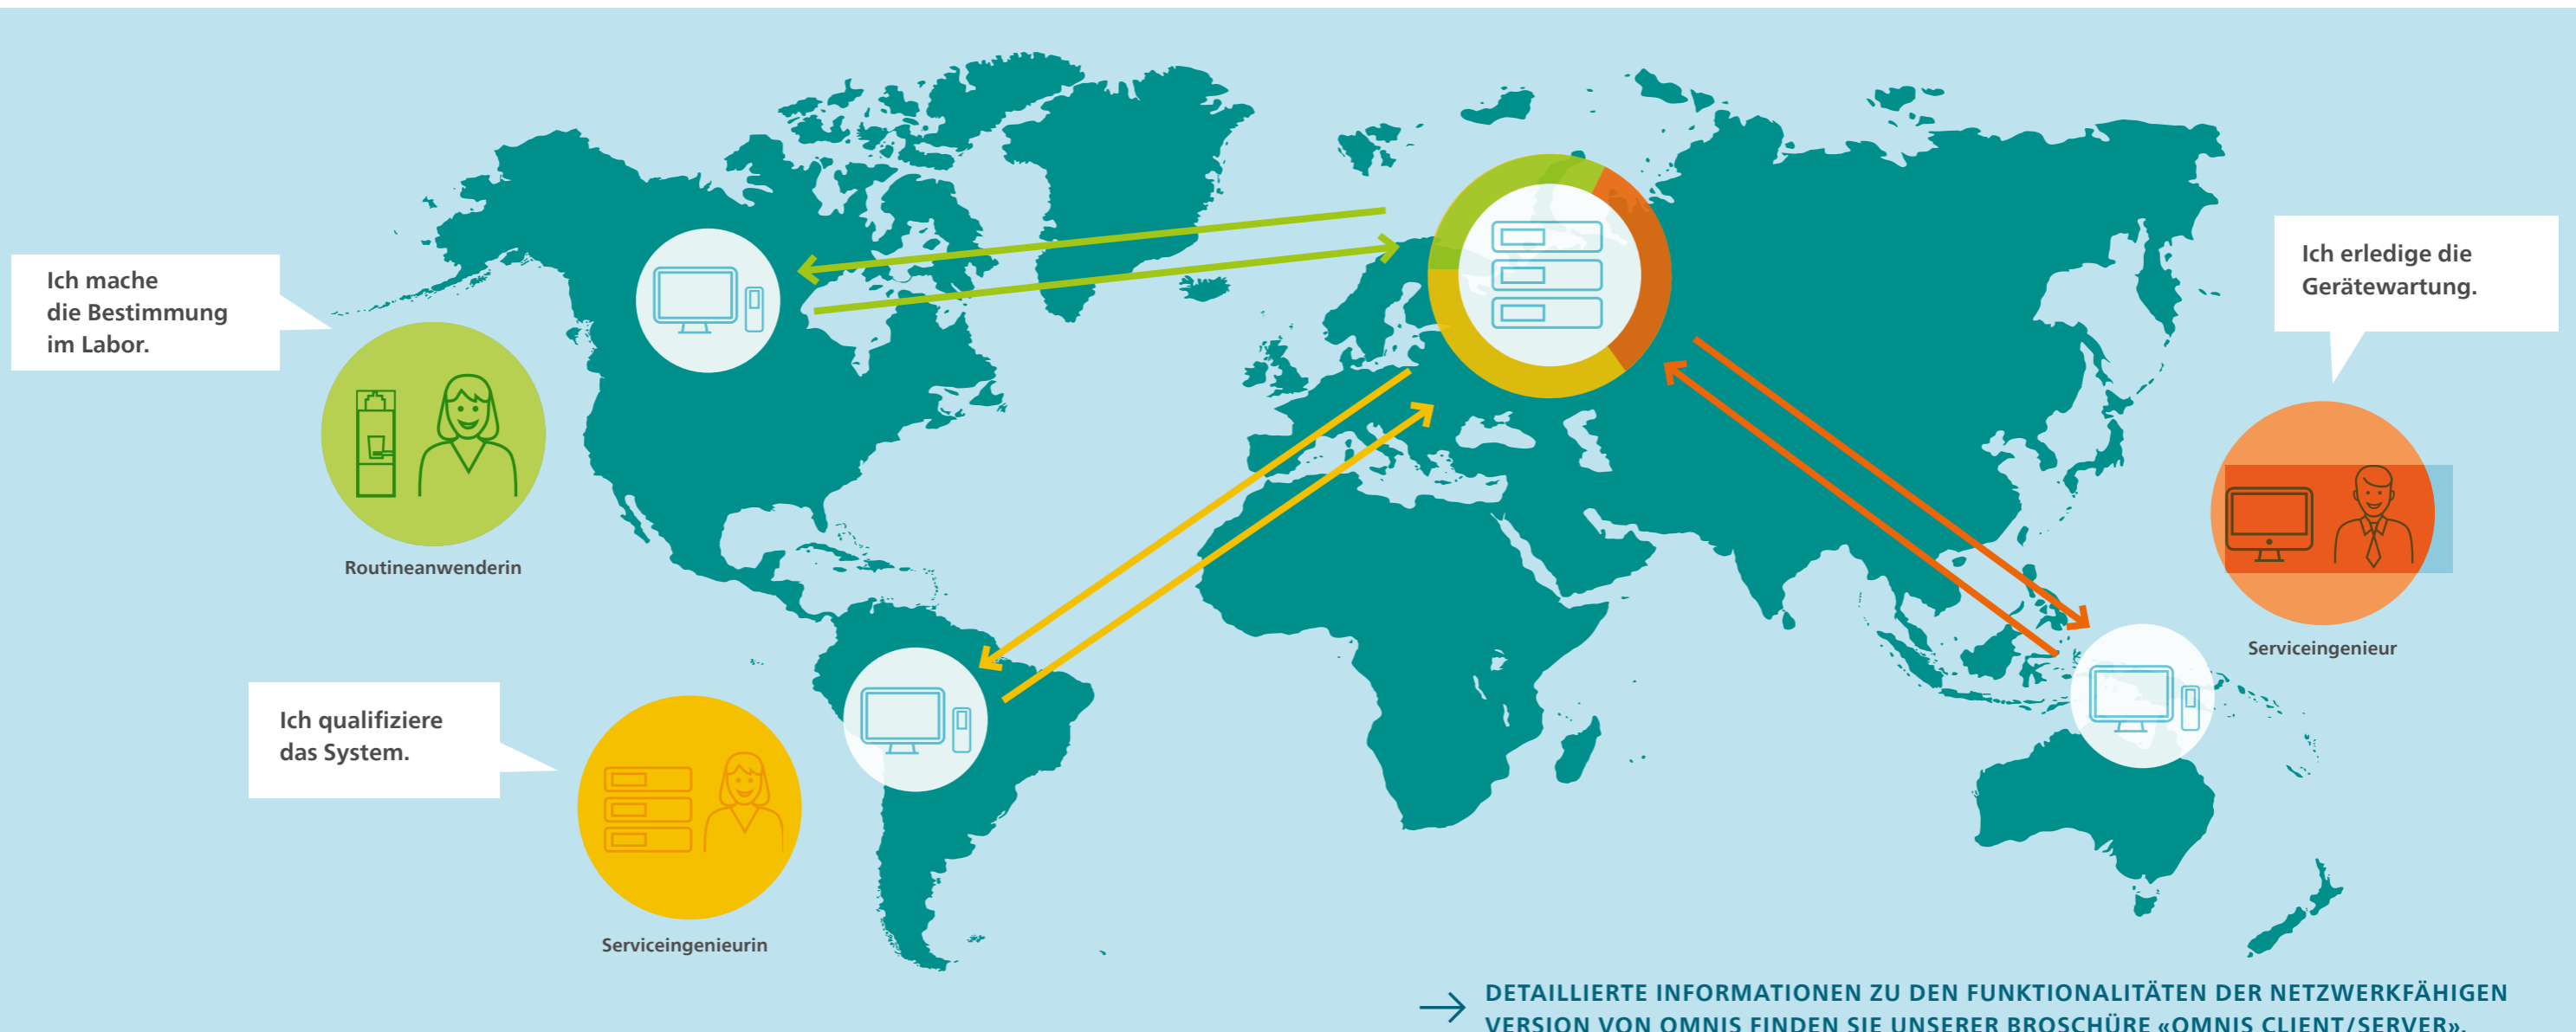 Ich mache
die Bestimmung
im Labor.
Routineanwenderin
Ich qualifiziere
das System.
Serviceingenieurin
Ich erledige die
Gerätewartung.
Serviceingenieur
DETAILLIERTE INFORMATIONEN ZU DEN FUNKTIONALITÄTEN DER NETZWERKFÄHIGEN
VERSION VON OMNIS FINDEN SIE UNSERER BROSCHÜRE «OMNIS CLIENT/SERVER».